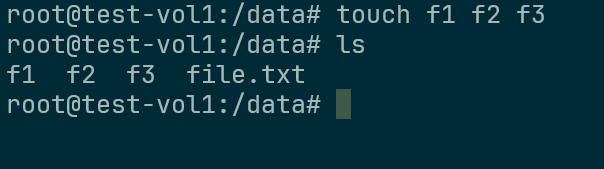 root@test-vol1:/data# touch f1 f2 f3
root@test-vol1:/data# ls
f1  f2  f3  file.txt
root@test-vol1:/data#